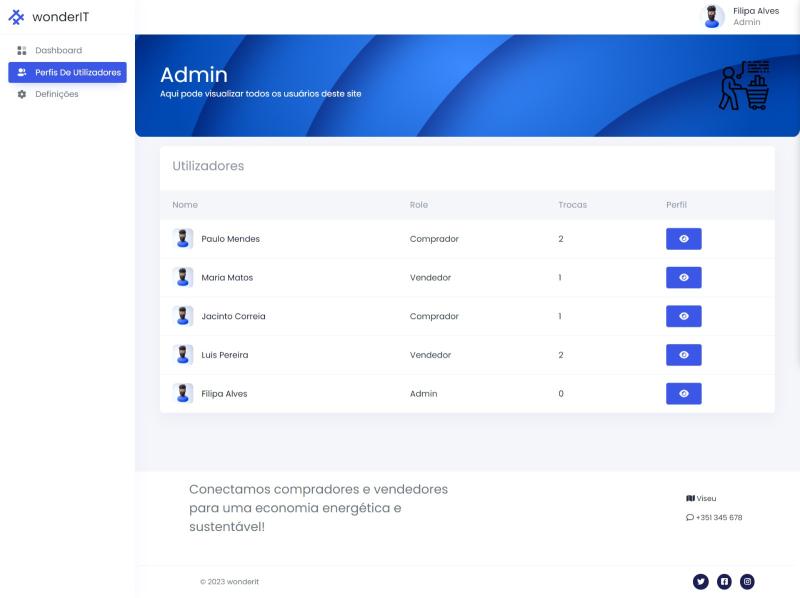 wonderIT
Filipa Alves
Admin
Dashboard
Perfis De Utilizadores
Definições
Admin
Aqui pode visualizar todos os usuários deste site
Utilizadores
Nome Role Trocas Perfil
Paulo Mendes Comprador 2
Maria Matos Vendedor 1
Jacinto Correia Comprador 1
Luis Pereira Vendedor 2
Filipa Alves Admin 0
Conectamos compradores e vendedores
para uma economia energética e
sustentável!
Viseu
+351 345 678
© 2023 wonderit